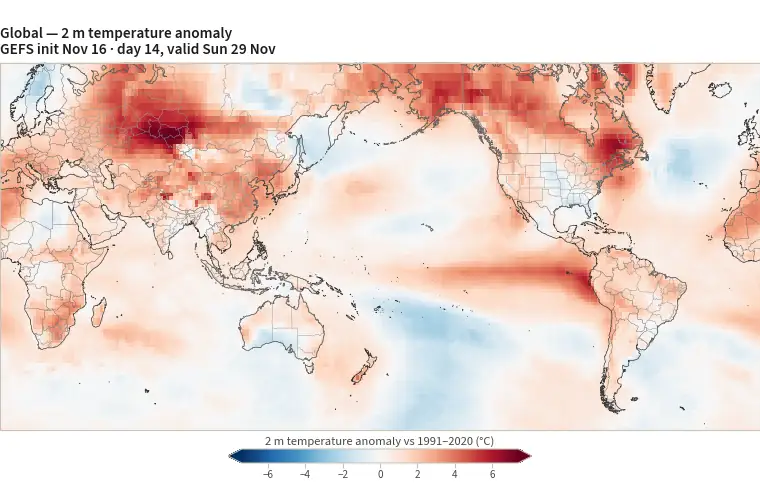 Global — 2 m temperature anomaly
GEFS init Nov 16 · day 14, valid Sun 29 Nov
2 m temperature anomaly vs 1991–2020 (°C)
−6 −4 −2 0 2 4 6